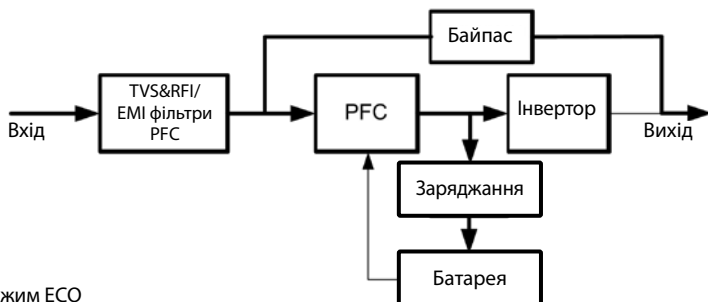 Байпас
TVS&RFI/
EMI фільтри
PFC
PFC
Інвертор
Вхід
Вихід
Заряджання
Батарея
жим ECO